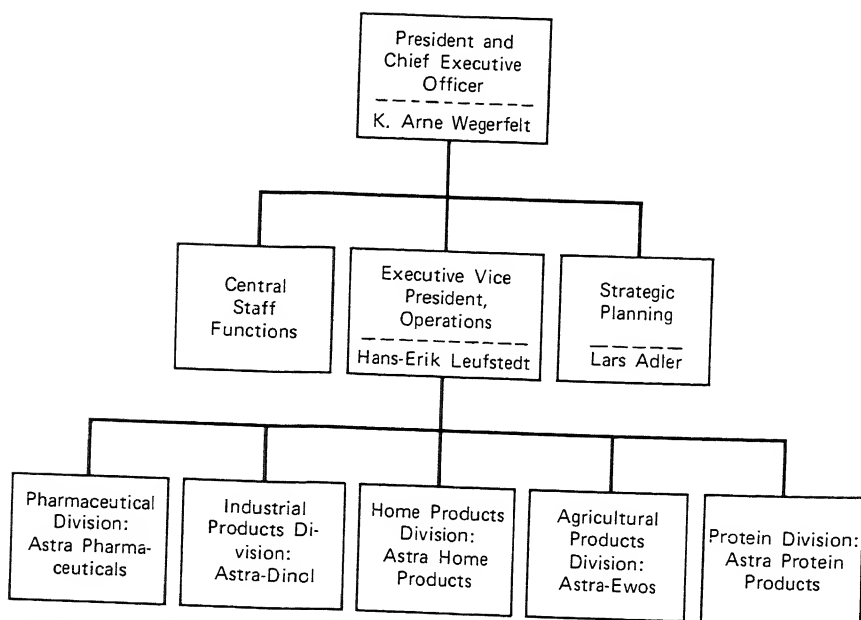 President and
Chief Executive
Officer
K. Arne Wegerfelt
Central
Staff
Functions
Executive Vice
President,
Operations
Hans-Erik Leufstedt
Strategic
Planning
Lars Adler
Pharmaceutical
Division:
Astra Pharma-
ceuticals
Industrial
Products Di-
vision:
Astra-Dinol
Home Products
Division:
Astra Home
Products
Agricultural
Products
Division:
Astra-Ewos
Protein Division:
Astra Protein
Products